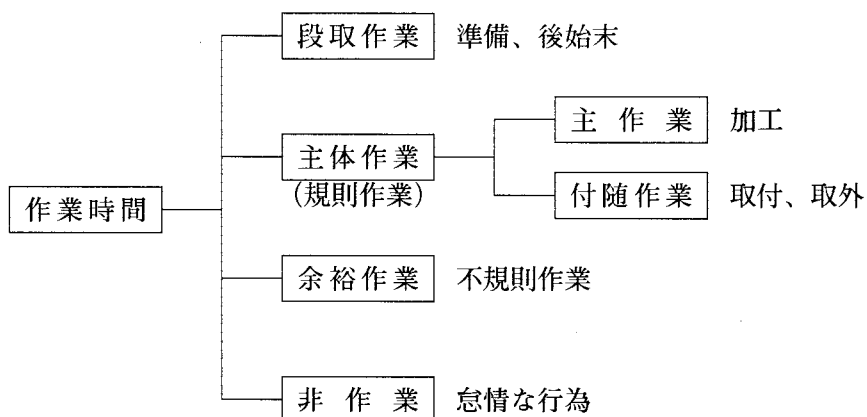 段取作業 準備、後始末
主作業 加工
主体作業
(規則作業)
付随作業 取付、取外
作業時間
余裕作業 不規則作業
非作業 怠情な行為